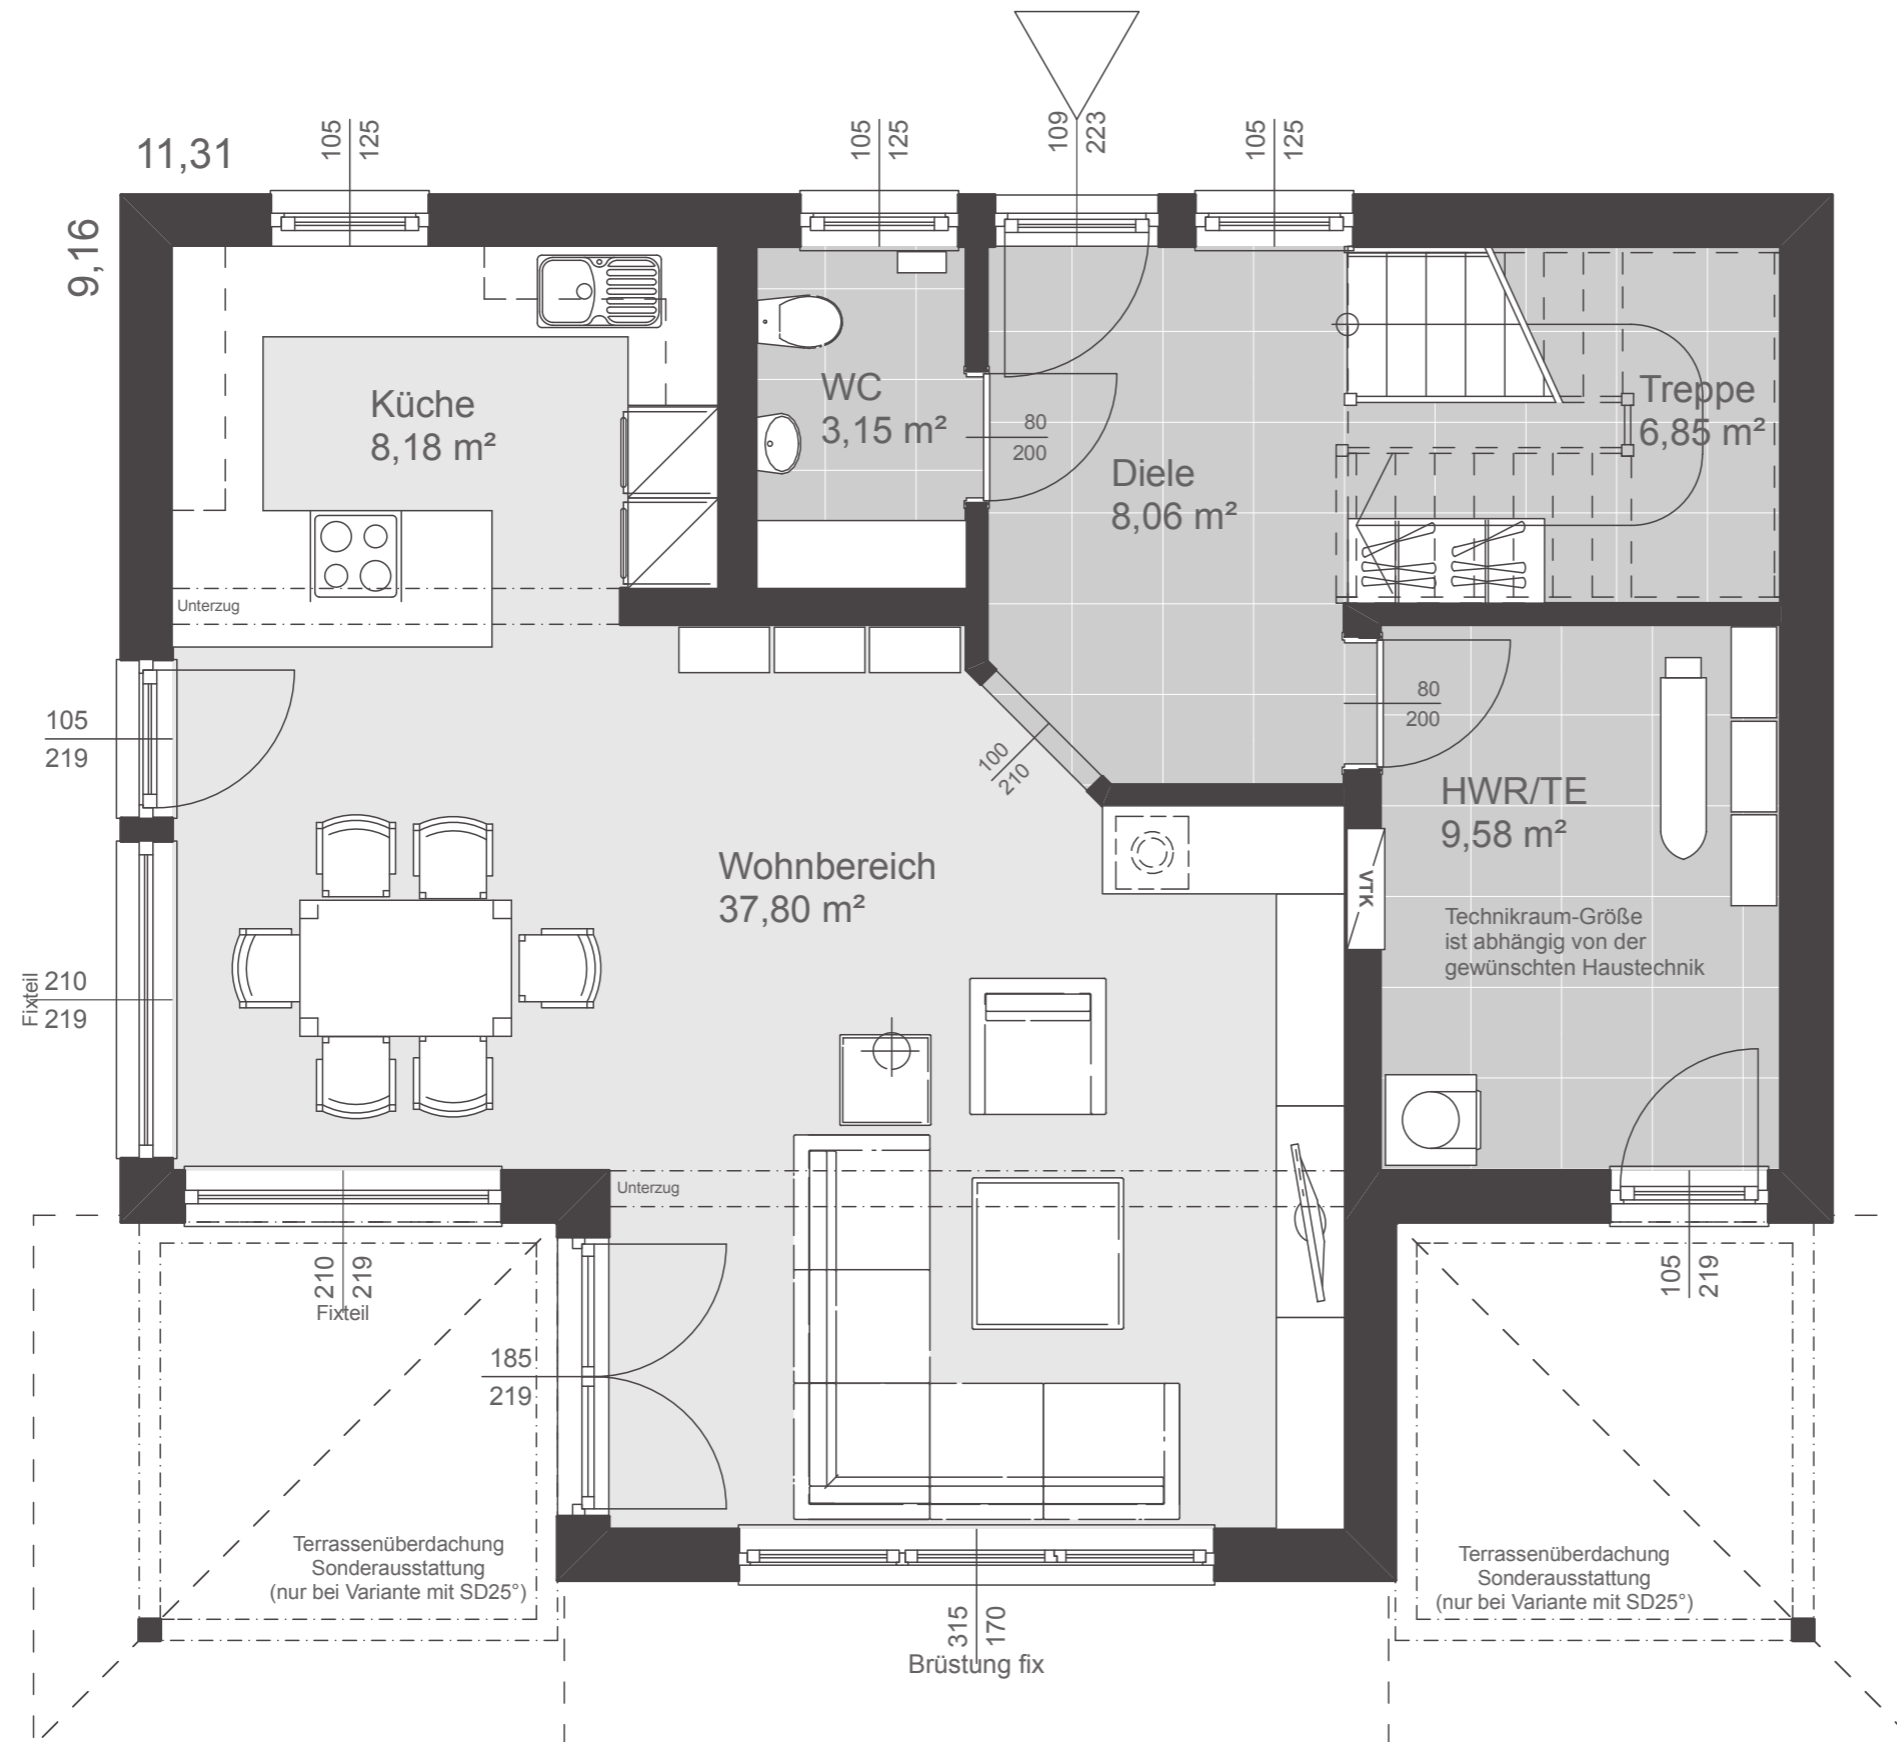 109
223
105
125
105
125
105
125
11,31
9,16
Küche
8,18 m²
WC
3,15 m²
80
200
Diele
8,06 m²
Treppe
6,85 m²
Unterzug
105
219
100
210
80
200
HWR/TE
9,58 m²
Wohnbereich
37,80 m²
VTK
Technikraum-Größe
ist abhängig von der
gewünschten Haustechnik
Fixteil
210
219
Unterzug
210
219
Fixteil
105
219
185
219
Terrassenüberdachung
Sonderausstattung
(nur bei Variante mit SD25°)
Terrassenüberdachung
Sonderausstattung
(nur bei Variante mit SD25°)
315
170
Brüstung fix